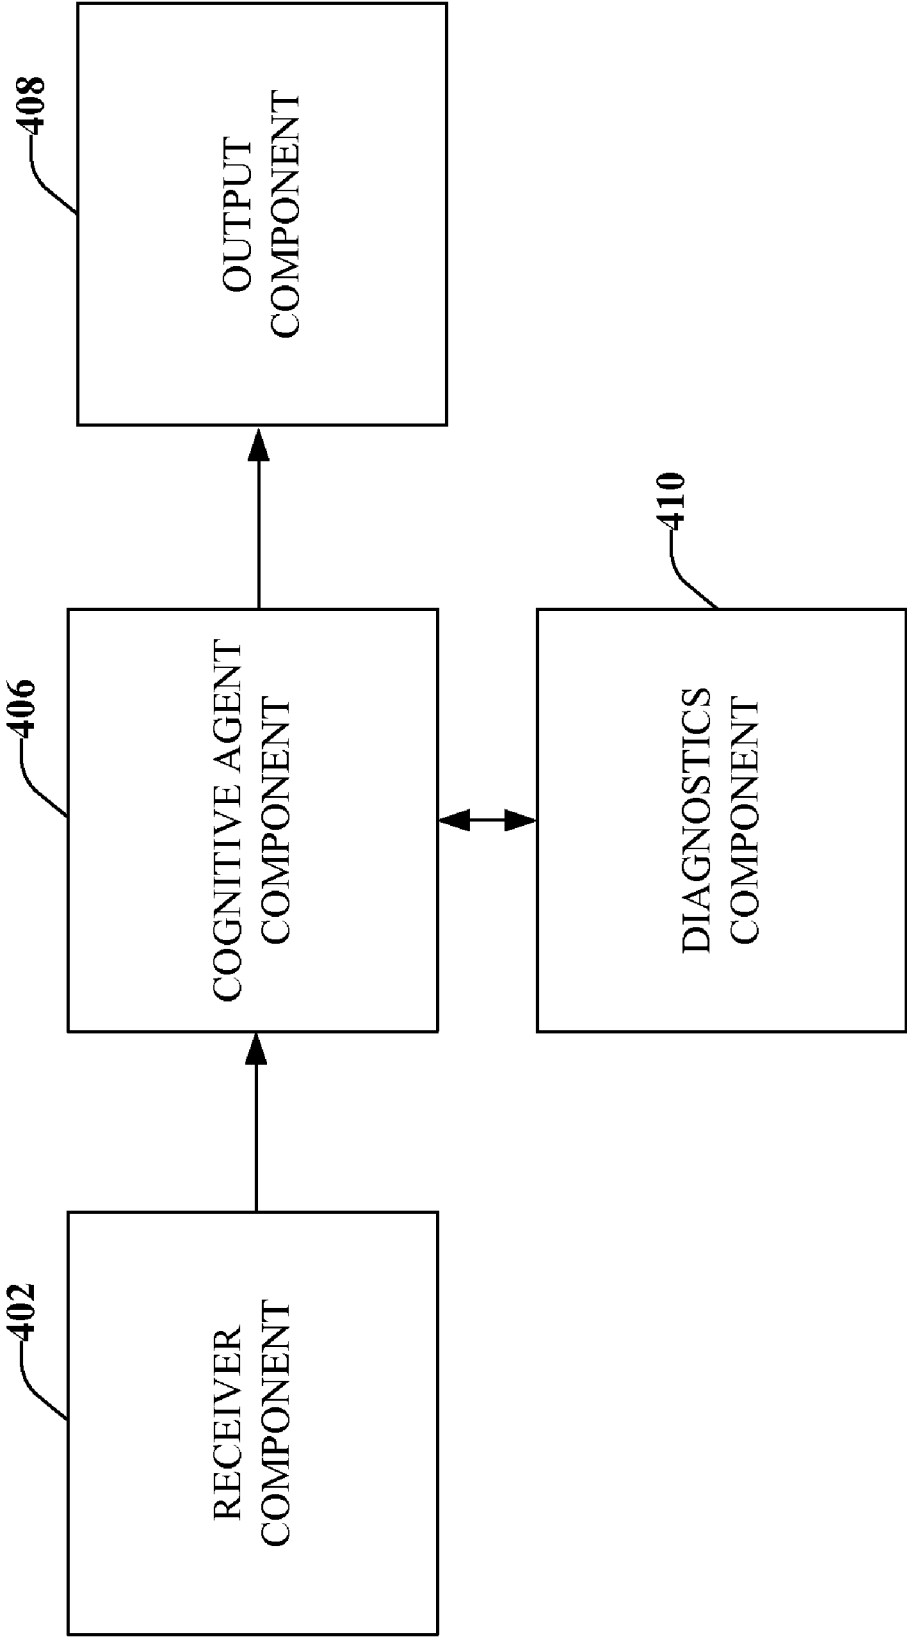 402
RECEIVER
COMPONENT
406
COGNITIVE AGENT
COMPONENT
408
OUTPUT
COMPONENT
410
DIAGNOSTICS
COMPONENT